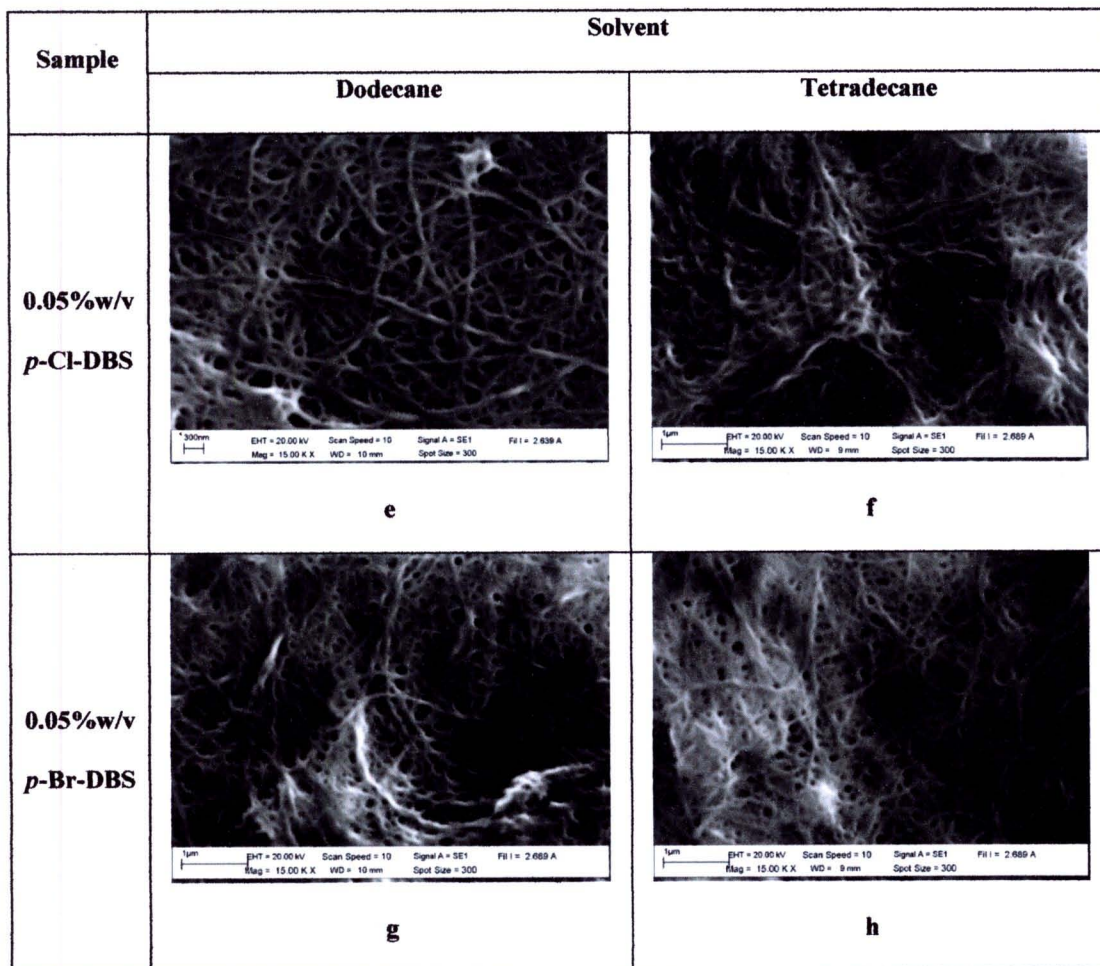 Sample
Solvent
Dodecane
Tetradecane
0.05%w/v
p-Cl-DBS
300nm
EHT = 20.00 kV Scan Speed = 10 Signal A = SE1 Fil I = 2.639 A
Mag = 15.00 K X WD = 10 mm Spot Size = 300
e
1µm
EHT = 20.00 kV Scan Speed = 10 Signal A = SE1 Fil I = 2.689 A
Mag = 15.00 K X WD = 9 mm Spot Size = 300
f
0.05%w/v
p-Br-DBS
1µm
EHT = 20.00 kV Scan Speed = 10 Signal A = SE1 Fil I = 2.689 A
Mag = 15.00 K X WD = 10 mm Spot Size = 300
g
1µm
EHT = 20.00 kV Scan Speed = 10 Signal A = SE1 Fil I = 2.689 A
Mag = 15.00 K X WD = 9 mm Spot Size = 300
h